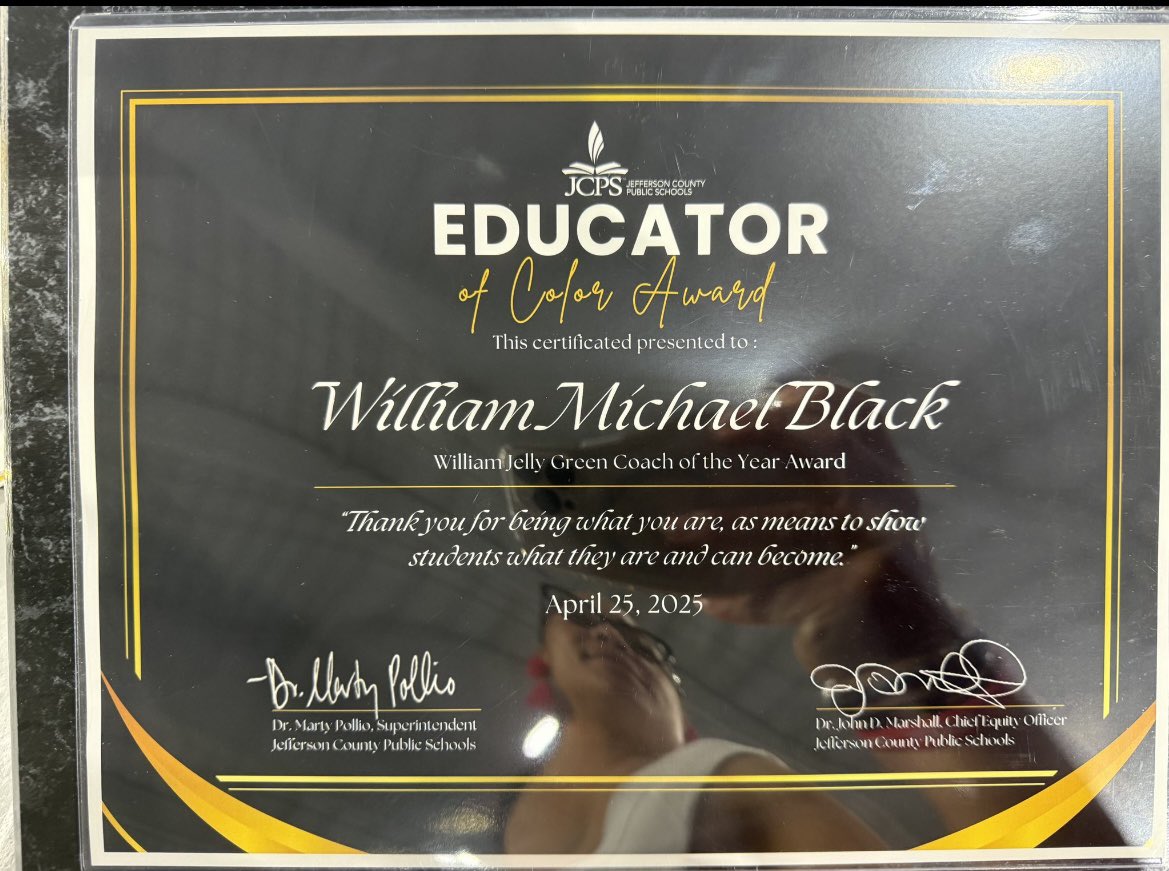 JCPS JEFFERSON COUNTY
PUBLIC SCHOOLS
EDUCATOR
of Color Award
This certificated presented to :
William Michael Black
William Jelly Green Coach of the Year Award
"Thank you for being what you are, as means to show
students what they are and can become."
April 25, 2025
Dr. Marty Pollio
Dr. Marty Pollio, Superintendent
Jefferson County Public Schools
Dr. John D. Marshall, Chief Equity Officer
Jefferson County Public Schools